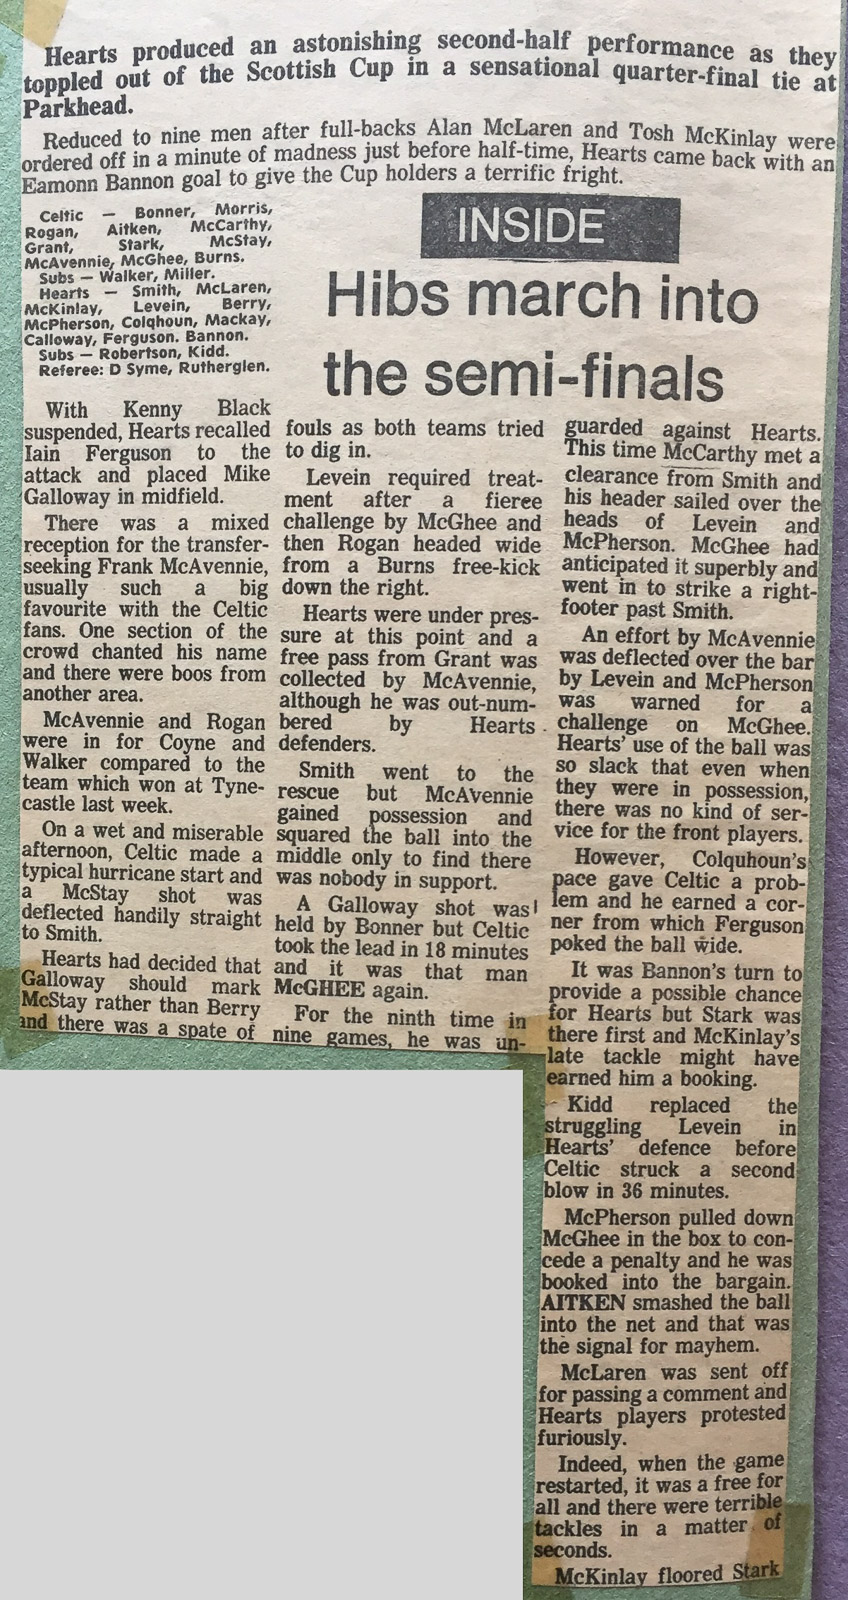 Hearts produced an astonishing second-half performance as they
toppled out of the Scottish Cup in a sensational quarter-final tie at
Parkhead.
Reduced to nine men after full-backs Alan McLaren and Tosh McKinlay were
ordered off in a minute of madness just before half-time, Hearts came back with an
Eamonn Bannon goal to give the Cup holders a terrific fright.
Celtic — Bonner, Morris,
Rogan, Aitken, McCarthy,
Grant, Stark, McStay,
McAvennie, McGhee, Burns.
Subs — Walker, Miller.
Hearts — Smith, McLaren,
McKinlay, Levein, Berry,
McPherson, Colqhoun, Mackay,
Calloway, Ferguson. Bannon.
Subs — Robertson, Kidd.
Referee: D Syme, Rutherglen.
INSIDE
Hibs march into
the semi-finals
With Kenny Black
suspended, Hearts recalled
Iain Ferguson to the
attack and placed Mike
Galloway in midfield.
There was a mixed
reception for the transfer-
seeking Frank McAvennie,
usually such a big
favourite with the Celtic
fans. One section of the
crowd chanted his name
and there were boos from
another area.
McAvennie and Rogan
were in for Coyne and
Walker compared to the
team which won at Tyne-
castle last week.
On a wet and miserable
afternoon, Celtic made a
typical hurricane start and
a McStay shot was
deflected handily straight
to Smith.
Hearts had decided that
Galloway should mark
McStay rather than Berry
and there was a spate of
fouls as both teams tried
to dig in.
Levein required treat-
ment after a fieree
challenge by McGhee and
then Rogan headed wide
from a Burns free-kick
down the right.
Hearts were under pres-
sure at this point and a
free pass from Grant was
collected by McAvennie,
although he was out-num-
bered by Hearts
defenders.
Smith went to the
rescue but McAvennie
gained possession and
squared the ball into the
middle only to find there
was nobody in support.
A Galloway shot was
held by Bonner but Celtic
took the lead in 18 minutes
and it was that man
McGHEE again.
For the ninth time in
nine games, he was un-
guarded against Hearts.
This time McCarthy met a
clearance from Smith and
his header sailed over the
heads of Levein and
McPherson. McGhee had
anticipated it superbly and
went in to strike a right-
footer past Smith.
An effort by McAvennie
was deflected over the bar
by Levein and McPherson
was warned for a
challenge on McGhee.
Hearts' use of the ball was
so slack that even when
they were in possession,
there was no kind of ser-
vice for the front players.
However, Colquhoun's
pace gave Celtic a prob-
lem and he earned a cor-
ner from which Ferguson
poked the ball wide.
It was Bannon's turn to
provide a possible chance
for Hearts but Stark was
there first and McKinlay's
late tackle might have
earned him a booking.
Kidd replaced the
struggling Levein in
Hearts' defence before
Celtic struck a second
blow in 36 minutes.
McPherson pulled down
McGhee in the box to con-
cede a penalty and he was
booked into the bargain.
AITKEN smashed the ball
into the net and that was
the signal for mayhem.
McLaren was sent off
for passing a comment and
Hearts players protested
furiously.
Indeed, when the game
restarted, it was a free for
all and there were terrible
tackles in a matter of
seconds.
McKinlay floored Stark